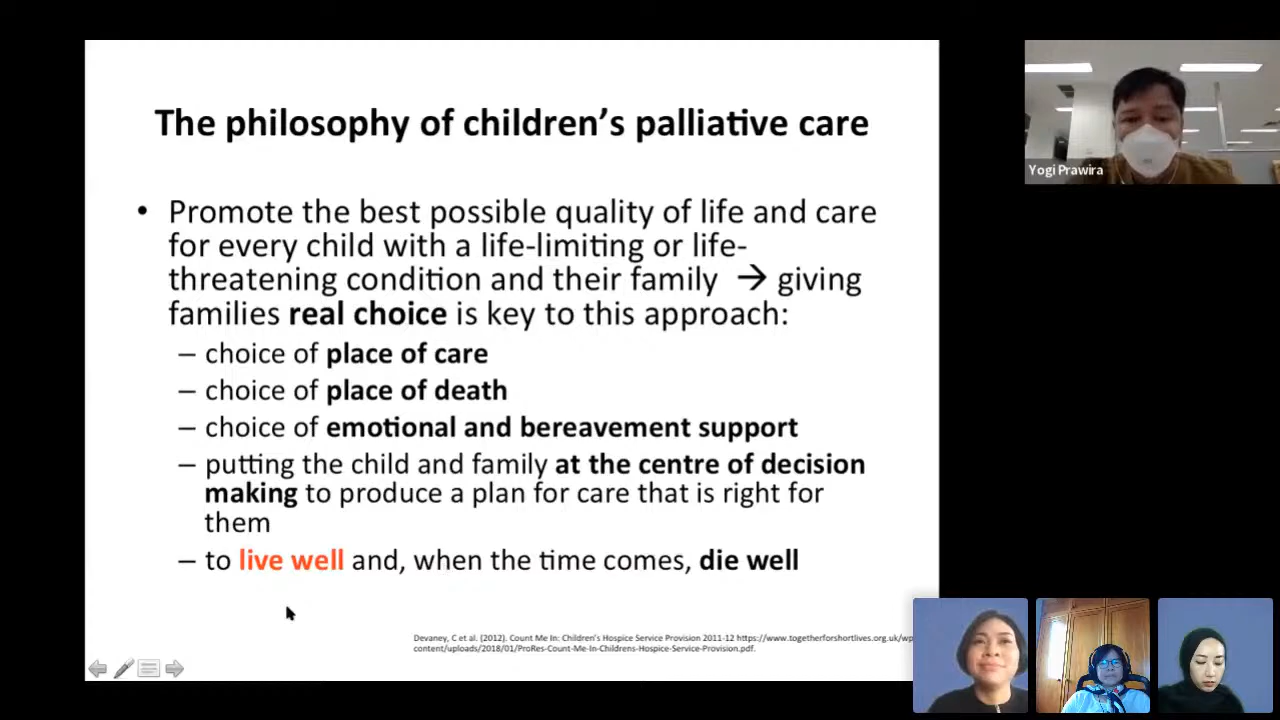 The philosophy of children's palliative care
• Promote the best possible quality of life and care
for every child with a life-limiting or life-
threatening condition and their family → giving
families real choice is key to this approach:
– choice of place of care
– choice of place of death
– choice of emotional and bereavement support
– putting the child and family at the centre of decision
making to produce a plan for care that is right for
them
– to live well and, when the time comes, die well
Devaney, C et al. (2012). Count Me In: Children's Hospice Service Provision 2011-12 https://www.togetherforshortlives.org.uk/wp
content/uploads/2018/01/ProRes-Count-Me-In-Childrens-Hospice-Service-Provision.pdf.
Yogi Prawira